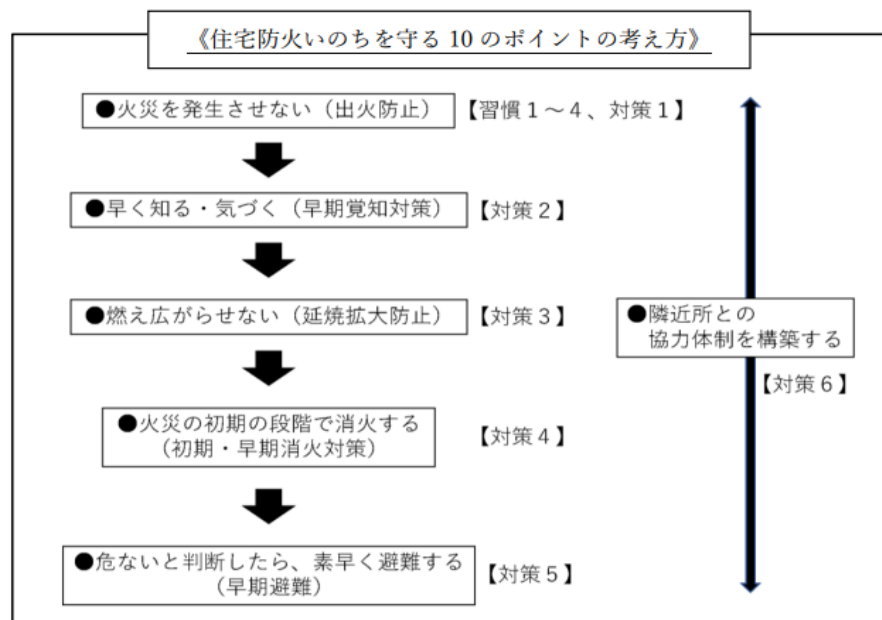 《住宅防火いのちを守る 10 のポイントの考え方》
●火災を発生させない（出火防止）【習慣１～４、対策１】
●早く知る・気づく（早期覚知対策）【対策２】
●燃え広がらせない（延焼拡大防止）【対策３】
●火災の初期の段階で消火する
（初期・早期消火対策）
【対策４】
●危ないと判断したら、素早く避難する
（早期避難）
【対策５】
●隣近所との
協力体制を構築する
【対策６】